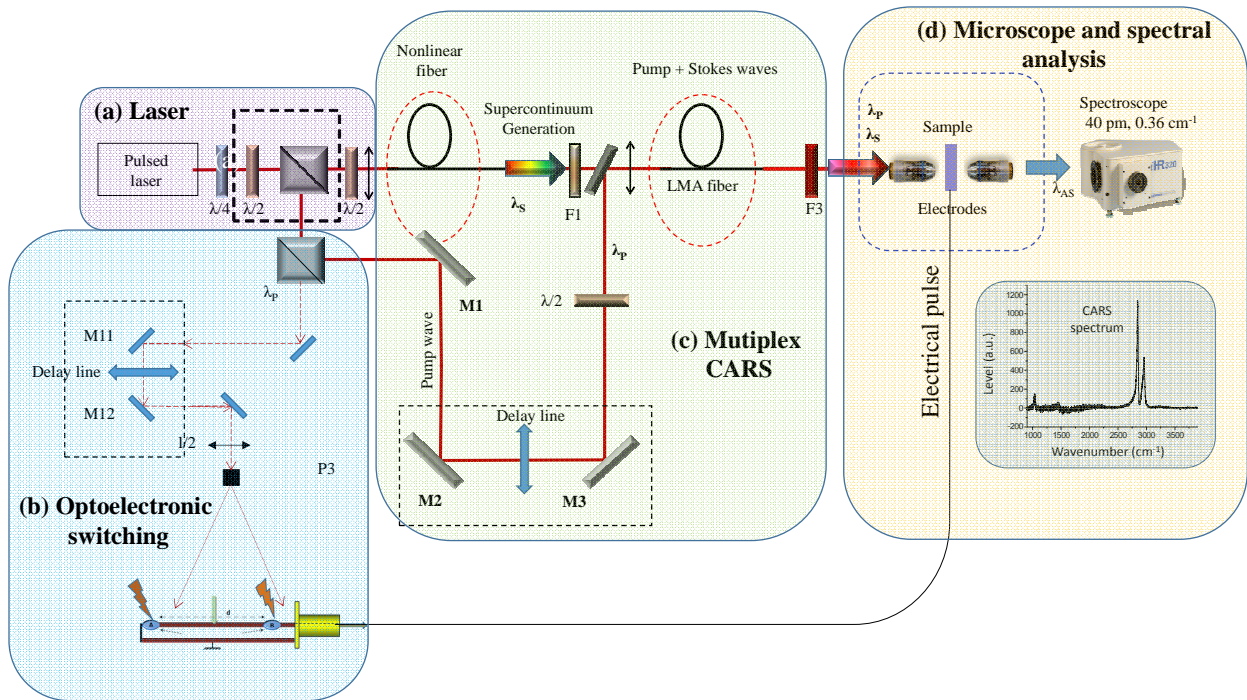 (a) Laser
Pulsed
laser
λ/4
λ/2
λ/2
Nonlinear
fiber
Supercontinuum
Generation
λS
F1
Pump + Stokes waves
LMA fiber
F3
λP
λ/2
M1
Pump wave
(c) Mutiplex
CARS
Delay line
M2
M3
λP
M11
Delay line
M12
1/2
P3
(b) Optoelectronic
switching
A
d
B
(d) Microscope and spectral
analysis
λP
λS
Sample
Electrodes
λAS
Spectroscope
40 pm, 0.36 cm-1
Electrical pulse
CARS
spectrum
Level (a.u.)
1200
1000
800
600
400
200
0
-200
1000 1500 2000 2500 3000 3500
Wavenumber (cm-1)